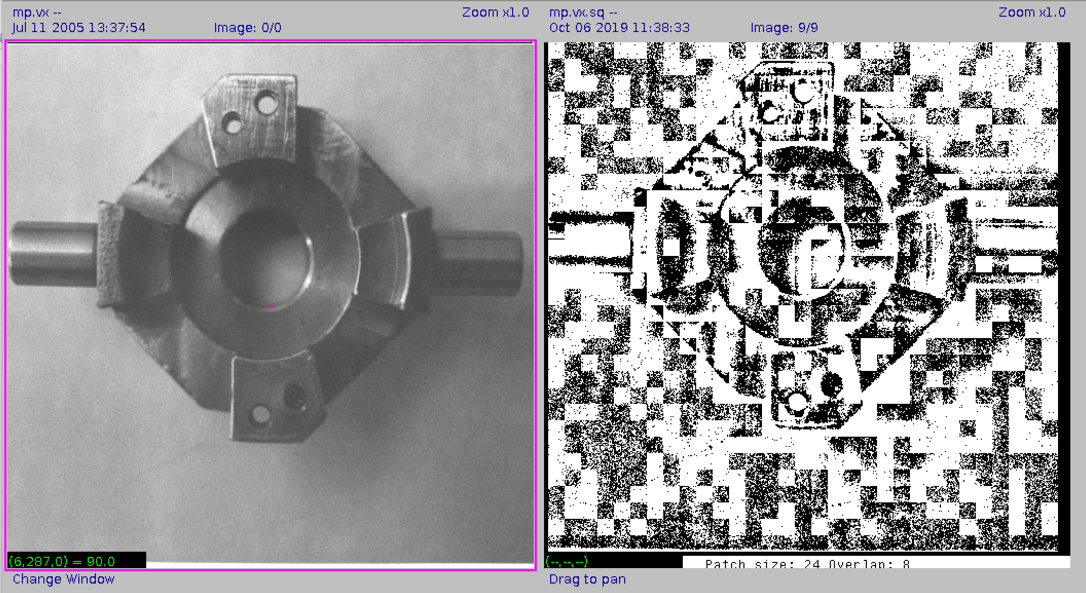 mp.vx --
Jul 11 2005 13:37:54
Image: 0/0
Zoom x1.0
(6,287,0) = 90.0
Change Window
mp.vx.sq --
Oct 06 2019 11:38:33
Image: 9/9
Zoom x1.0
(--,--,--)
Patch size: 24 Overlap: 8
Drag to pan